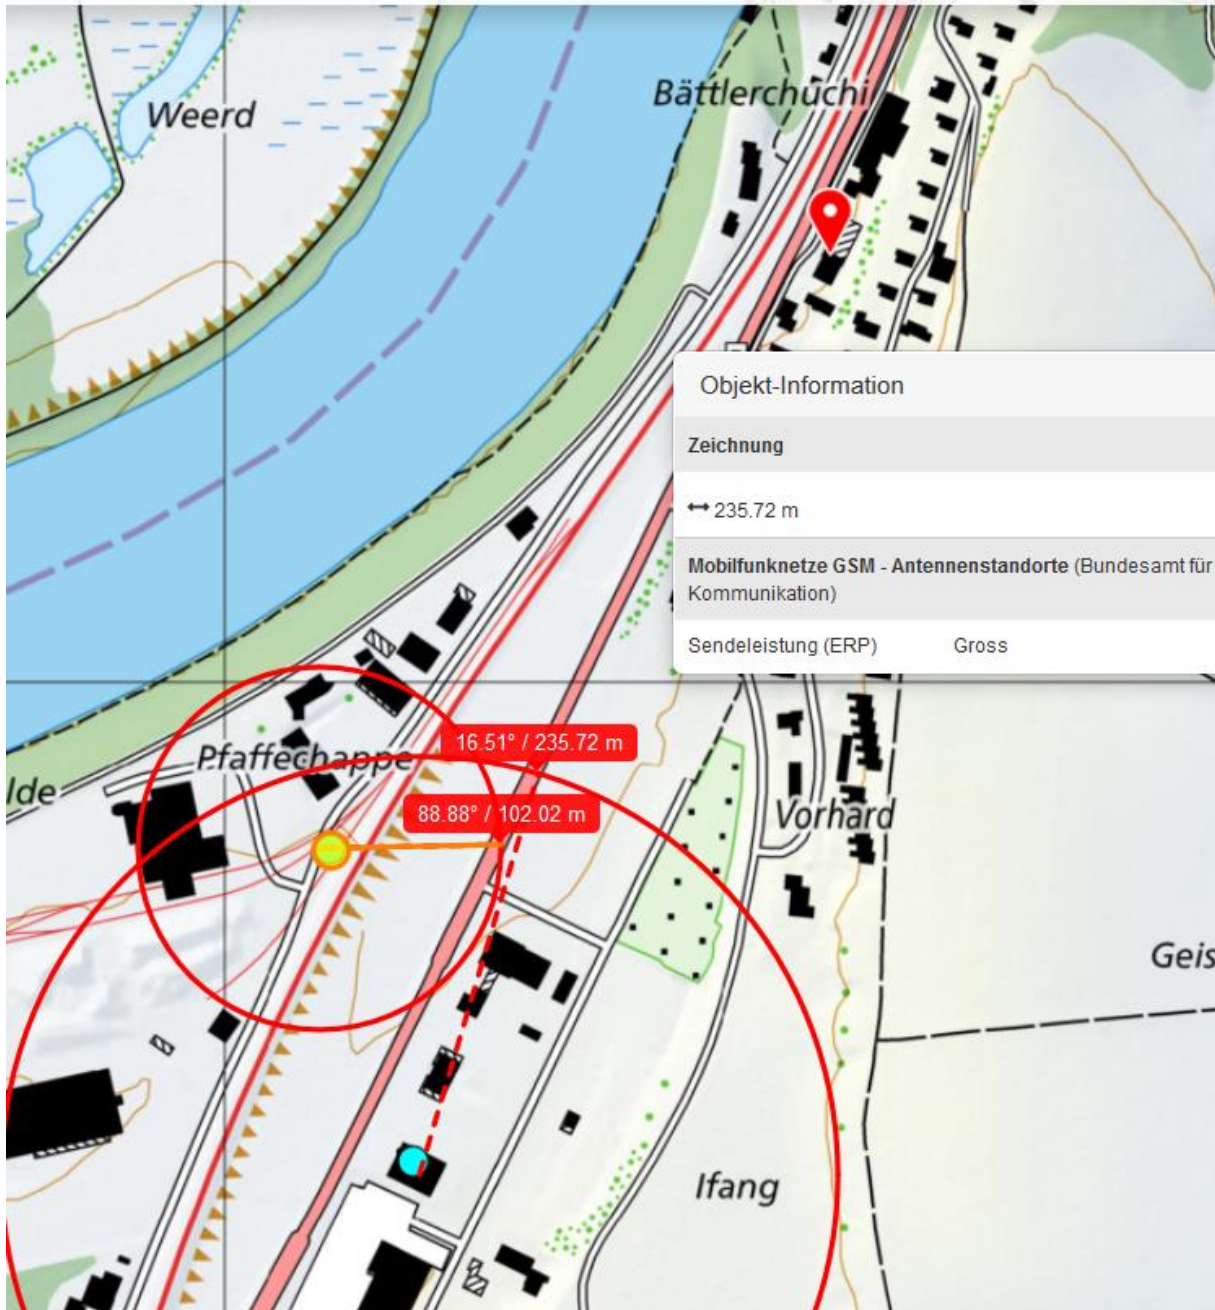 Weerd
Bättlerchuchi
Objekt-Information
Zeichnung
↔ 235.72 m
Mobilfunknetze GSM - Antennenstandorte (Bundesamt für
Kommunikation)
Sendeleistung (ERP) Gross
16.51° / 235.72 m
Pfaffechappe
lde
88.88° / 102.02 m
Vorhard
Geis
Ifang